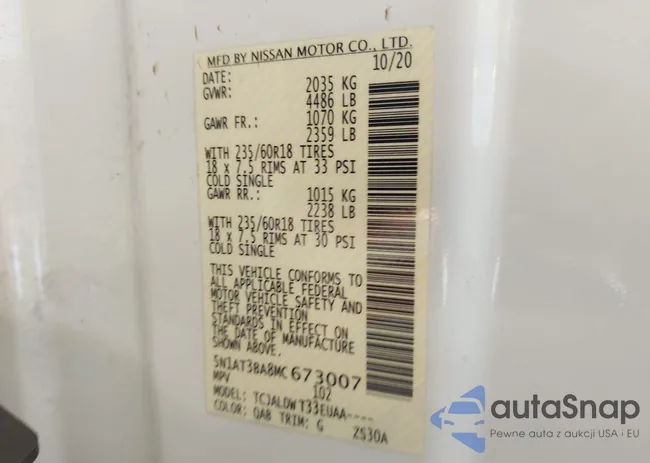 MFD BY NISSAN MOTOR CO., LTD.
DATE: 10/20
GVWR: 2035 KG
4486 LB
GAWR FR.: 1070 KG
2359 LB
WITH 235/60R18 TIRES
18 x 7.5 RIMS AT 33 PSI
COLD SINGLE
GAWR RR.: 1015 KG
2238 LB
WITH 235/60R18 TIRES
18 x 7.5 RIMS AT 30 PSI
COLD SINGLE
THIS VEHICLE CONFORMS TO
ALL APPLICABLE FEDERAL
MOTOR VEHICLE SAFETY AND
THEFT PREVENTION
STANDARDS IN EFFECT ON
THE DATE OF MANUFACTURE
SHOWN ABOVE.
5N1AT3BA8MC673007
MPV 102
MODEL: TCJALDW T33EUAA----
COLOR: QAB TRIM: G ZS30A
autoSnap
Pewne auta z aukcji USA i EU